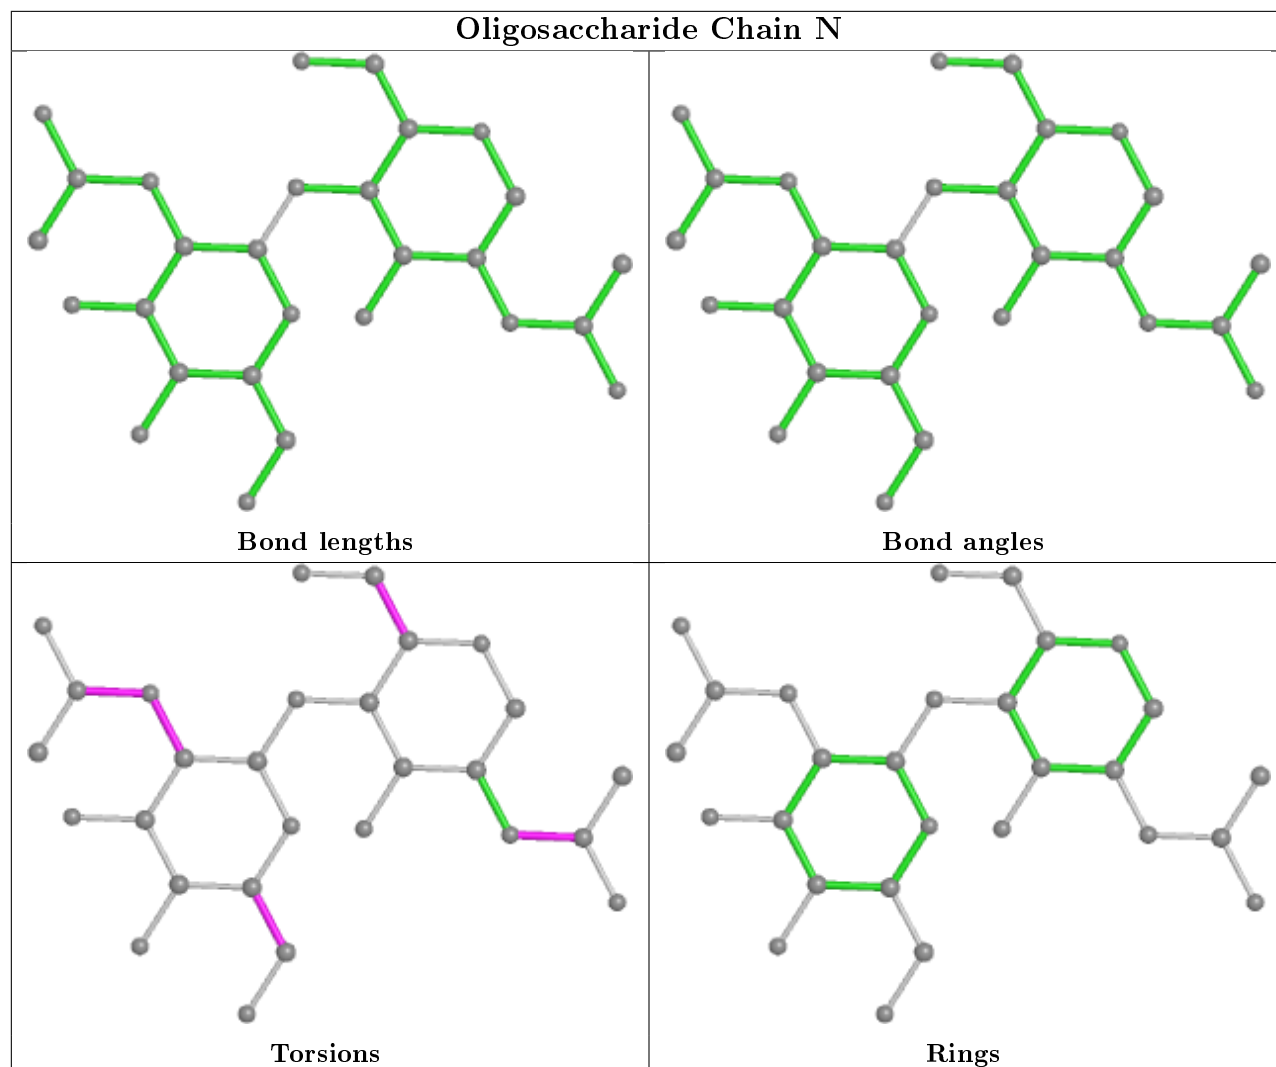 Oligosaccharide Chain N
Bond lengths
Bond angles
Torsions
Rings